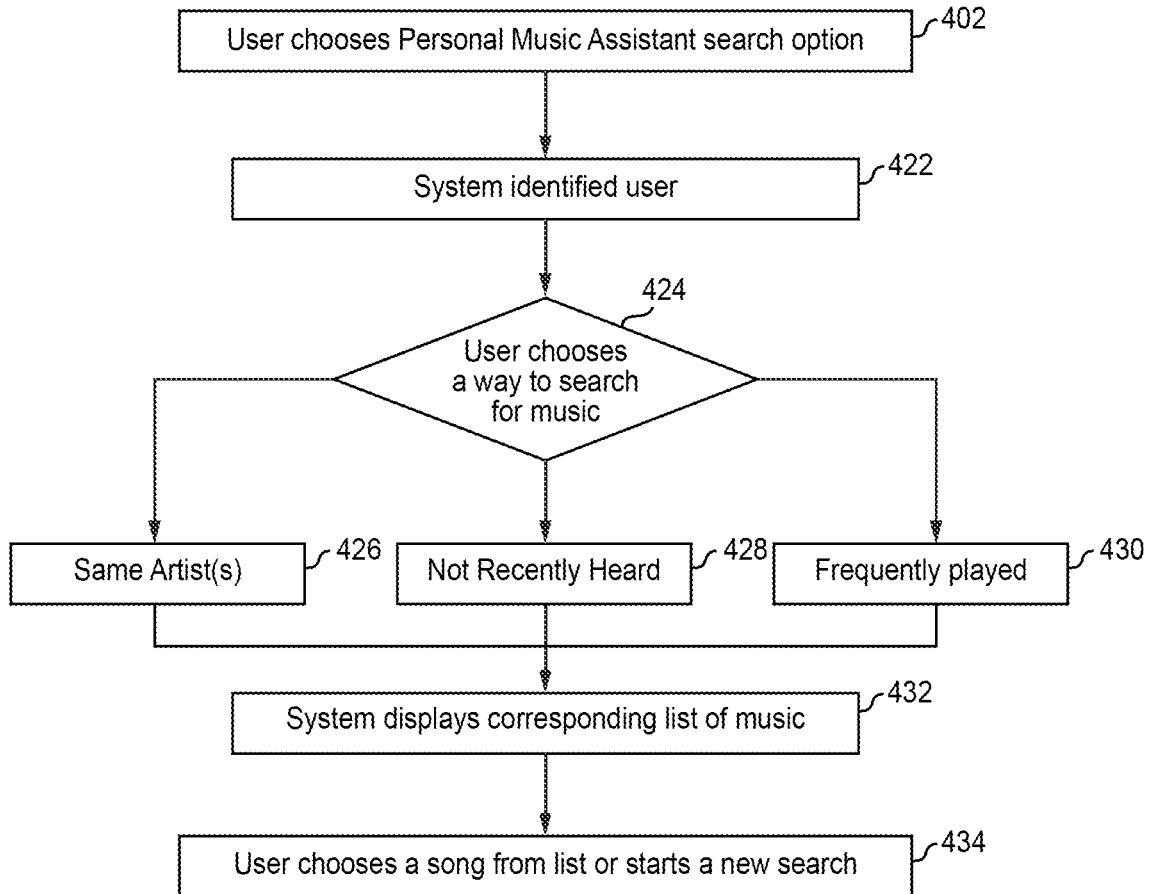 User chooses Personal Music Assistant search option
402
System identified user
422
424
User chooses
a way to search
for music
Same Artist(s)
426
Not Recently Heard
428
Frequently played
430
System displays corresponding list of music
432
User chooses a song from list or starts a new search
434